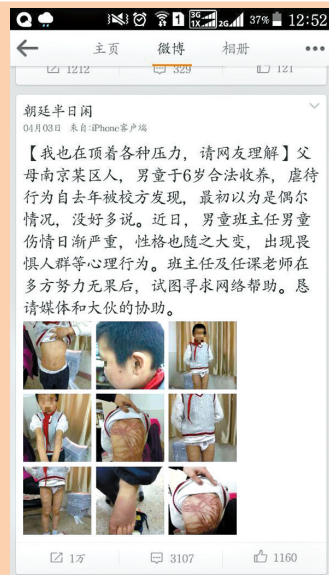 37% 12:52
主页 微博 相册
1212 329 121
朝廷半日闲
04月03日 来自:iPhone客户端
【我也在顶着各种压力，请网友理解】父
母南京某区人，男童于6岁合法收养，虐待
行为自去年被校方发现，最初以为是偶尔
情况，没好多说。近日，男童班主任男童
伤情日渐严重，性格也随之大变，出现畏
惧人群等心理行为。班主任及任课老师在
多方努力无果后，试图寻求网络帮助。恳
请媒体和大伙的协助。
1万 3107 1160